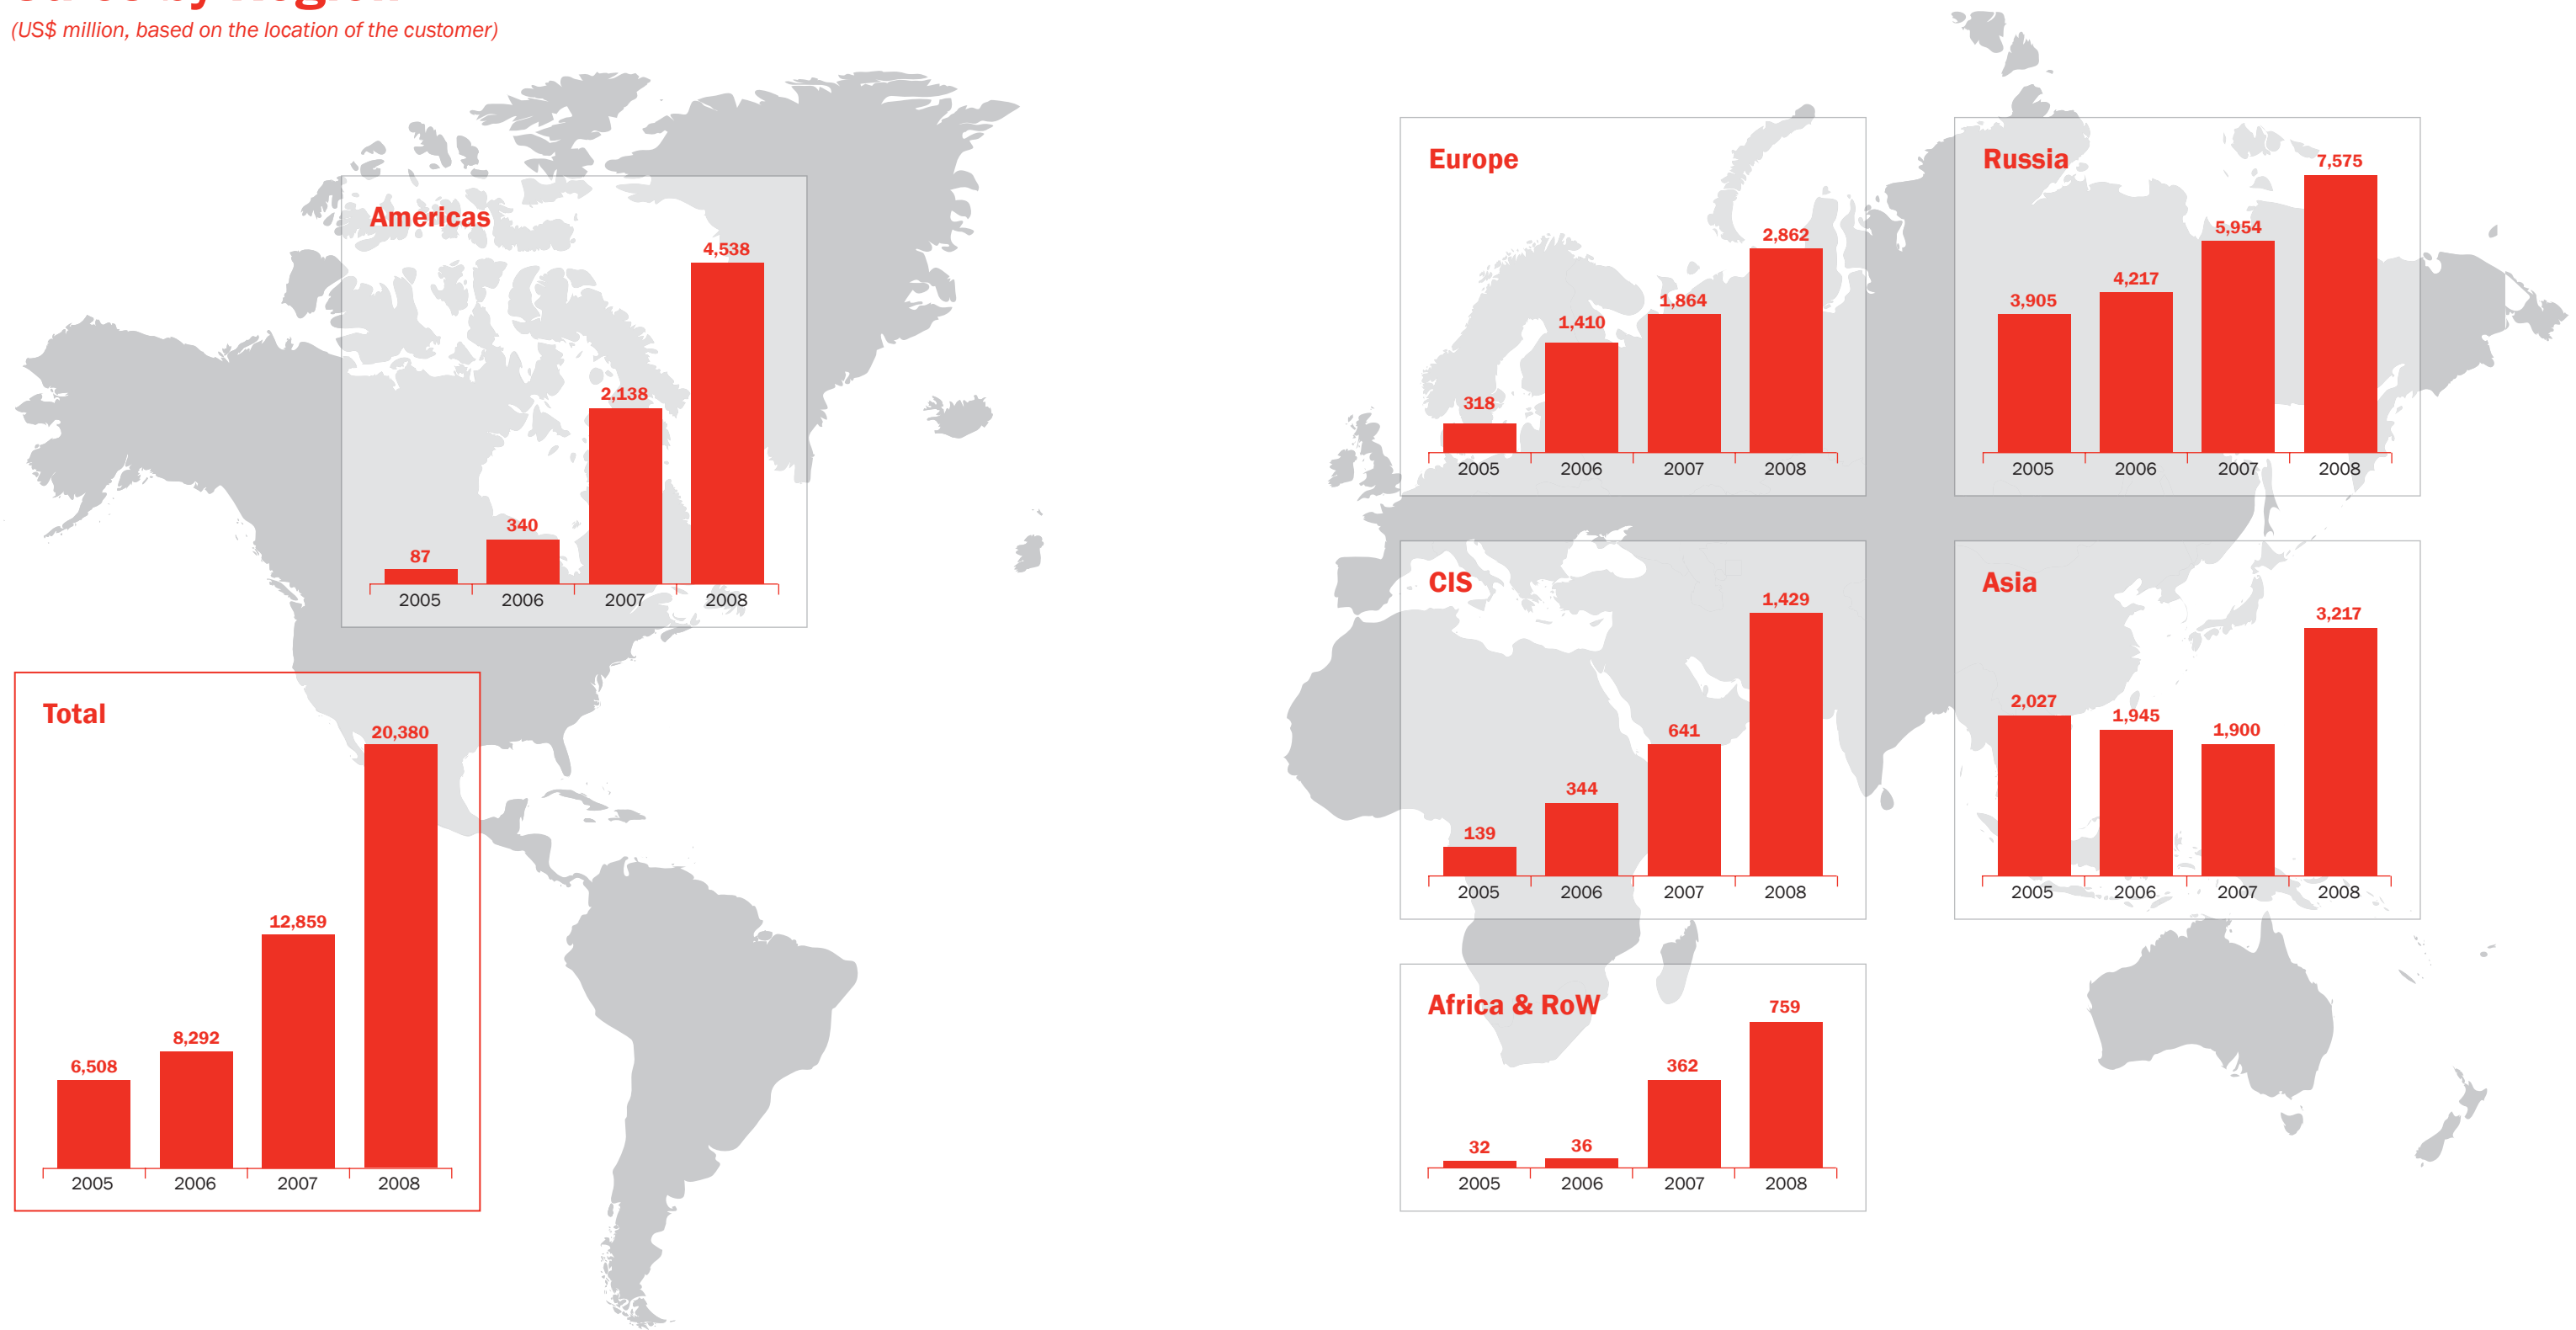 by Region
(US$ million, based on the location of the customer)
Americas
4,538
2,138
340
87
2005 2006 2007 2008
Total
20,380
12,859
8,292
6,508
2005 2006 2007 2008
Europe
2,862
1,864
1,410
318
2005 2006 2007 2008
Russia
7,575
5,954
4,217
3,905
2005 2006 2007 2008
CIS
1,429
641
344
139
2005 2006 2007 2008
Asia
3,217
2,027
1,945
1,900
2005 2006 2007 2008
Africa & RoW
759
362
32
36
2005 2006 2007 2008